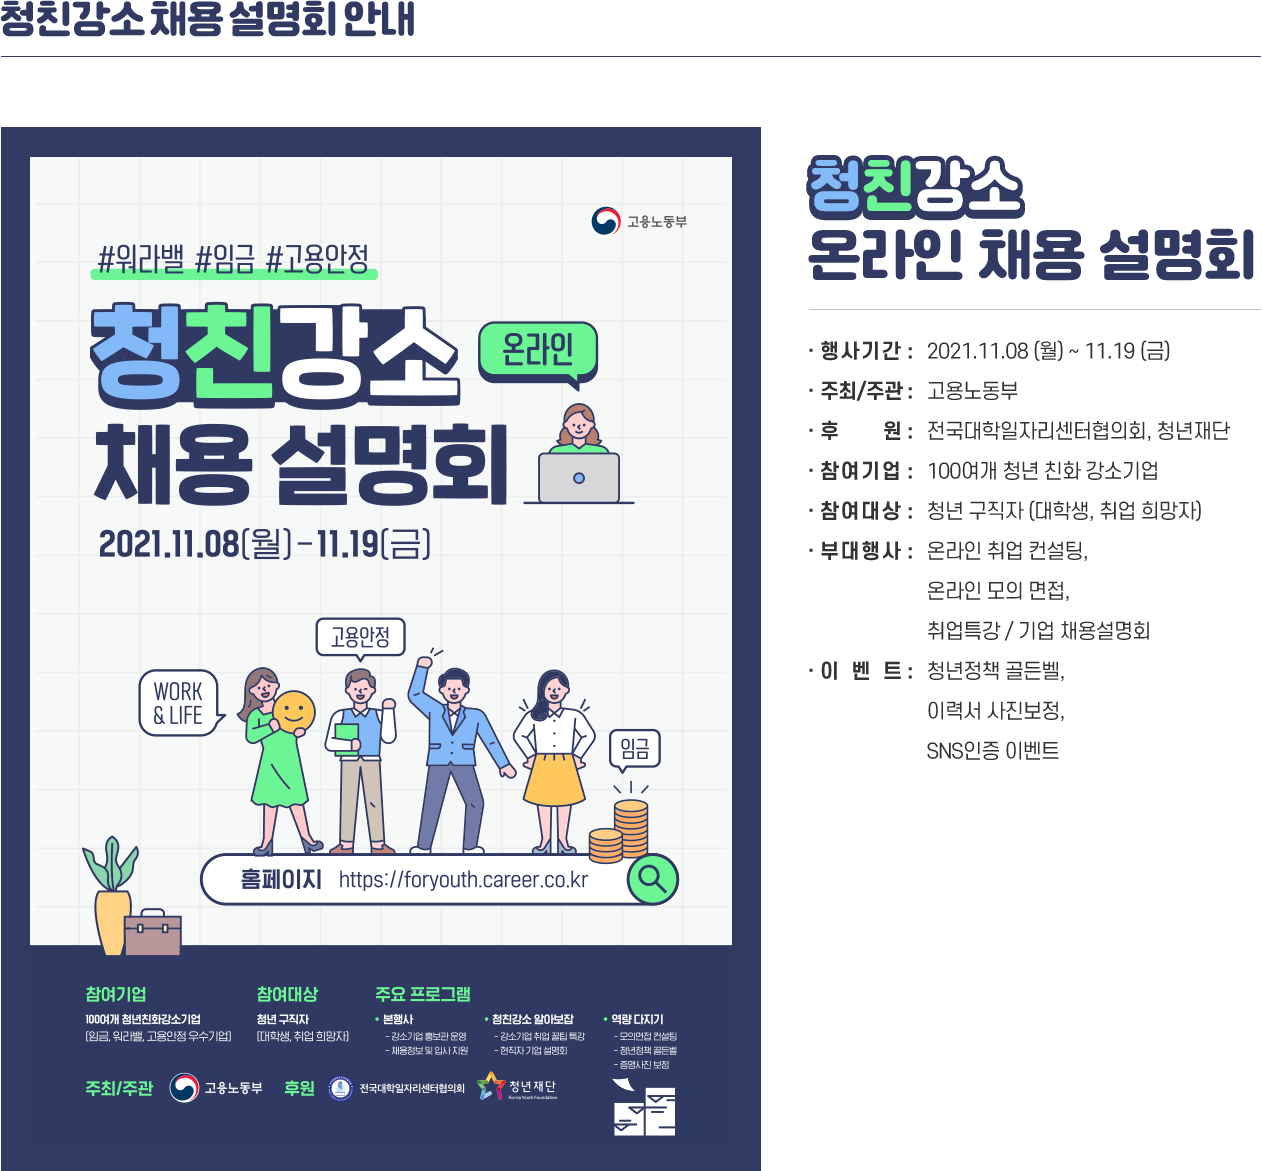 청친강소 채용 설명회 안내
고용노동부
#워라밸 #임금 #고용안정
청친강소
온라인
채용 설명회
2021.11.08(월)-11.19(금)
고용안정
WORK
& LIFE
임금
홈페이지 https://foryouth.career.co.kr
참여기업
100여개 청년친화강소기업
(임금, 워라밸, 고용안정 우수기업)
참여대상
청년 구직자
(대학생, 취업 희망자)
주요 프로그램
• 본행사
- 강소기업 홍보관 운영
- 채용정보 및 입사 지원
• 청친강소 알아보잡
- 강소기업 취업 꿀팁 특강
- 현직자 기업 설명회
• 역량 다지기
- 모의면접 컨설팅
- 청년정책 골든벨
- 증명사진 보정
주최/주관 고용노동부 후원 전국대학일자리센터협의회 청년재단
Korea Youth Foundation
청친강소
온라인 채용 설명회
· 행사기간 : 2021.11.08 (월) ~ 11.19 (금)
· 주최/주관 : 고용노동부
· 후 원 : 전국대학일자리센터협의회, 청년재단
· 참여기업 : 100여개 청년 친화 강소기업
· 참여대상 : 청년 구직자 (대학생, 취업 희망자)
· 부대행사 : 온라인 취업 컨설팅,
온라인 모의 면접,
취업특강 / 기업 채용설명회
· 이 벤 트 : 청년정책 골든벨,
이력서 사진보정,
SNS인증 이벤트